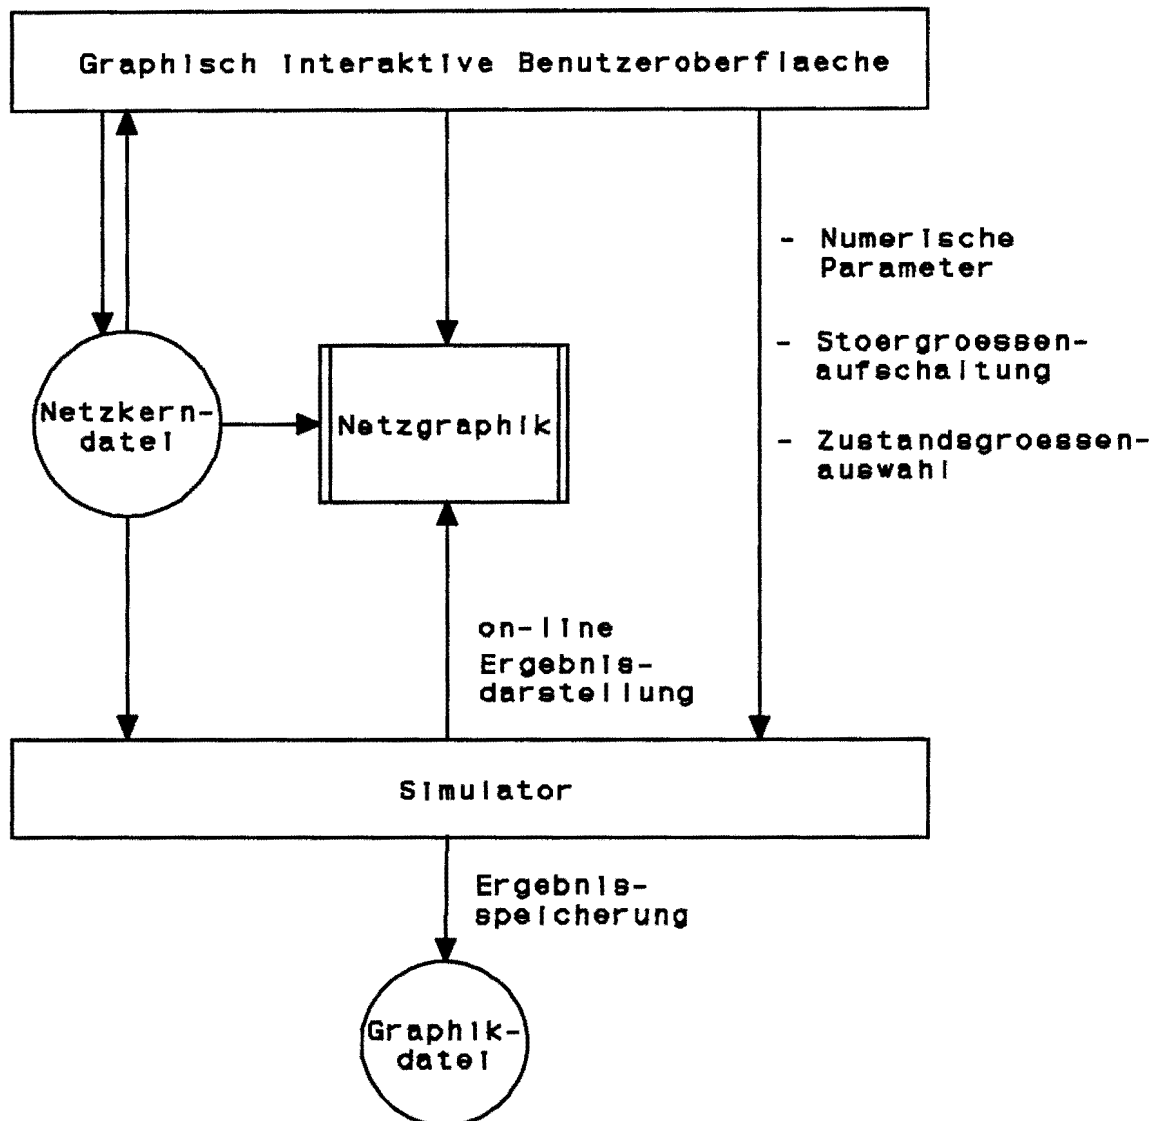 Graphisch interaktive Benutzeroberflaeche
- Numerische
Parameter
- Stoergroessen-
aufschaltung
- Zustandsgroessen-
auswahl
Netzkern-
datei
Netzgraphik
on-line
Ergebnis-
darstellung
Simulator
Ergebnis-
speicherung
Graphik-
datei